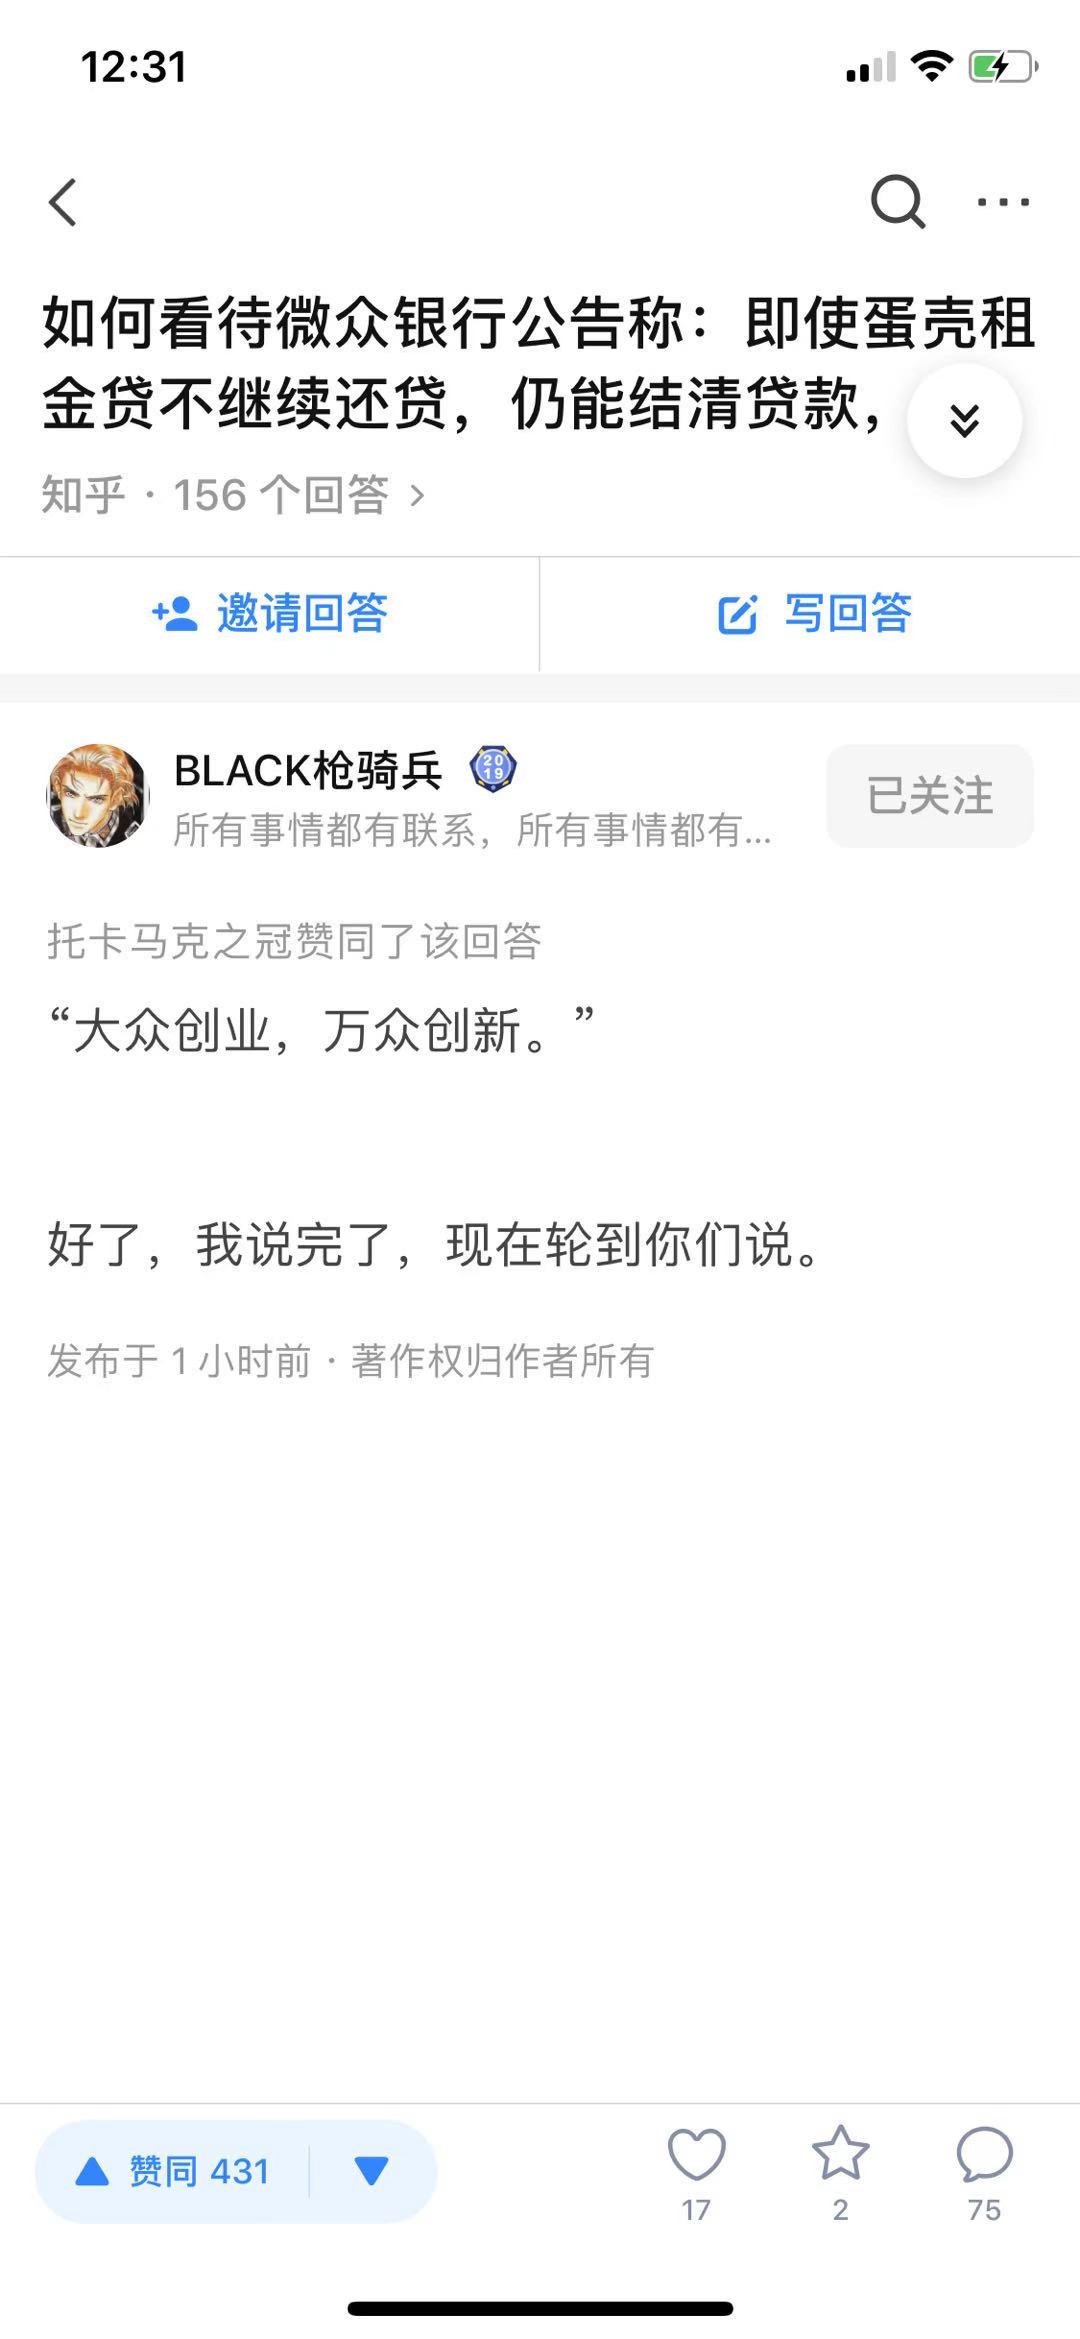 12:31
如何看待微众银行公告称：即使蛋壳租
金贷不继续还贷，仍能结清贷款，
知乎 · 156 个回答 >
邀请回答
写回答
BLACK枪骑兵
2019
已关注
所有事情都有联系，所有事情都有...
托卡马克之冠赞同了该回答
“大众创业，万众创新。”
好了，我说完了，现在轮到你们说。
发布于 1 小时前 · 著作权归作者所有
赞同 431
17
2
75